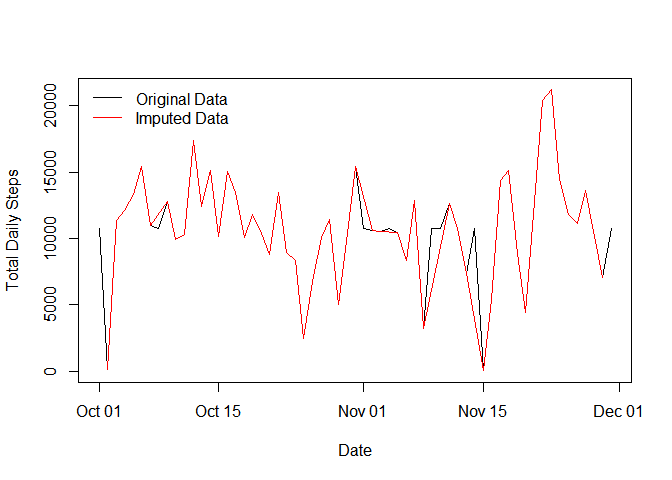 Original Data
Imputed Data
Total Daily Steps
20000
15000
10000
5000
0
Oct 01
Oct 15
Nov 01
Nov 15
Dec 01
Date